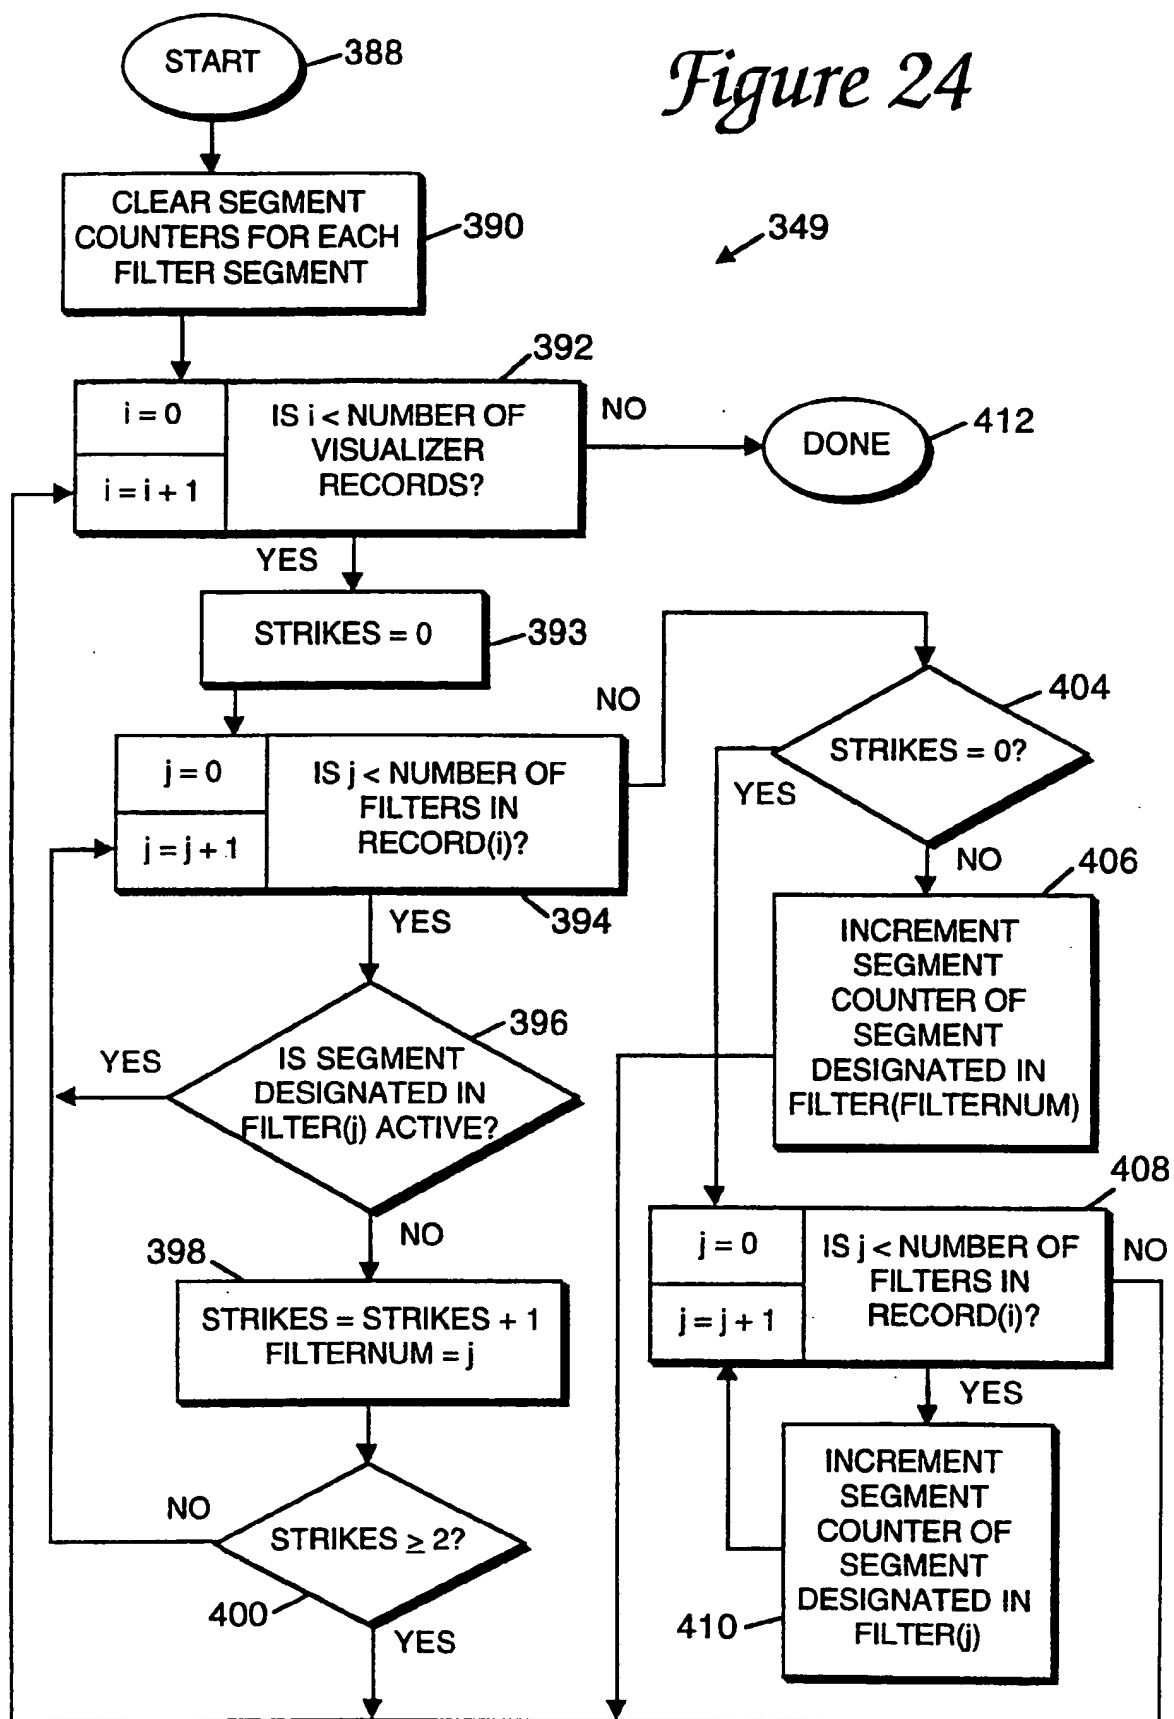 START
388
Figure 24
CLEAR SEGMENT
COUNTERS FOR EACH
FILTER SEGMENT
390
349
392
i = 0
i = i + 1
IS i < NUMBER OF
VISUALIZER
RECORDS?
NO
DONE
412
YES
STRIKES = 0
393
NO
404
STRIKES = 0?
YES
NO
j = 0
j = j + 1
IS j < NUMBER OF
FILTERS IN
RECORD(i)?
394
YES
406
INCREMENT
SEGMENT
COUNTER OF
SEGMENT
DESIGNATED IN
FILTER(FILTERNUM)
396
YES
IS SEGMENT
DESIGNATED IN
FILTER(j) ACTIVE?
NO
408
j = 0
j = j + 1
IS j < NUMBER OF
FILTERS IN
RECORD(i)?
NO
YES
398
STRIKES = STRIKES + 1
FILTERNUM = j
NO
STRIKES ≥ 2?
400
YES
INCREMENT
SEGMENT
COUNTER OF
SEGMENT
DESIGNATED IN
FILTER(j)
410